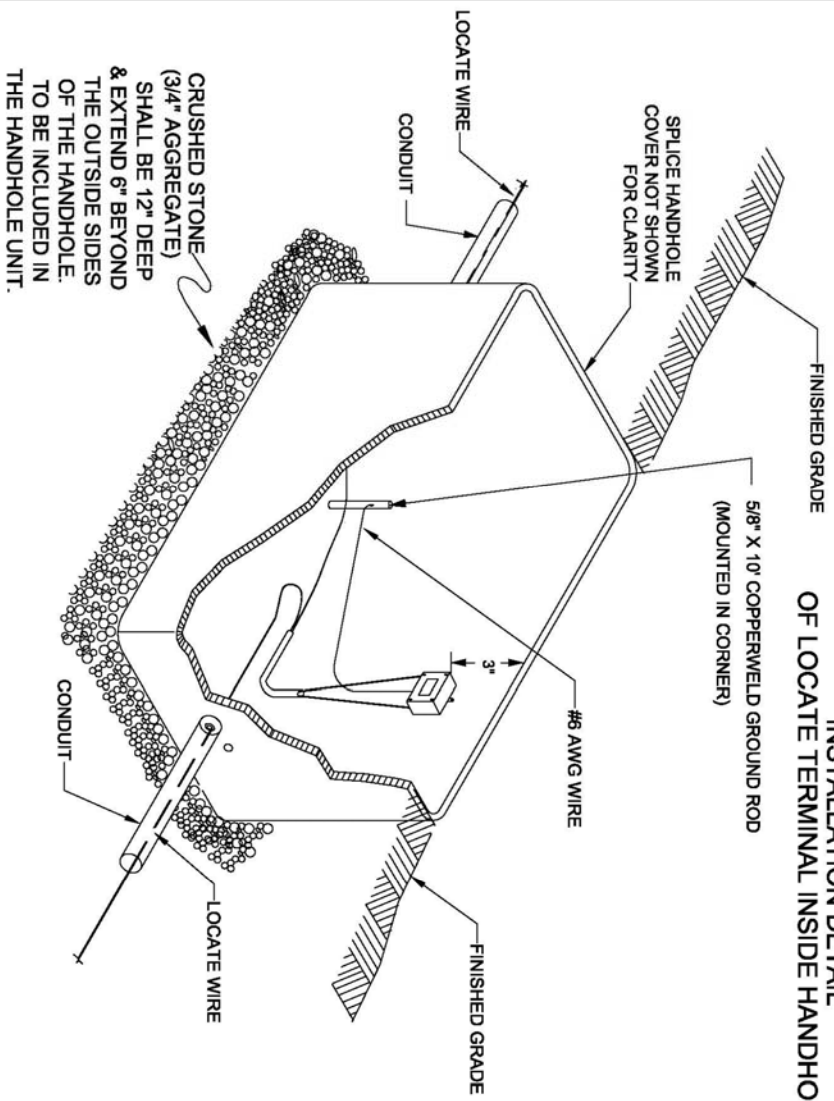 INSTALLATION DETAIL
OF LOCATE TERMINAL INSIDE HANDHO
FINISHED GRADE
5/8" X 10' COPPERWELD GROUND ROD
(MOUNTED IN CORNER)
SPLICE HANDHOLE
COVER NOT SHOWN
FOR CLARITY
#6 AWG WIRE
3"
LOCATE WIRE
CONDUIT
FINISHED GRADE
CRUSHED STONE
(3/4" AGGREGATE)
SHALL BE 12" DEEP
& EXTEND 6" BEYOND
THE OUTSIDE SIDES
OF THE HANDHOLE.
TO BE INCLUDED IN
THE HANDHOLE UNIT.
CONDUIT
LOCATE WIRE